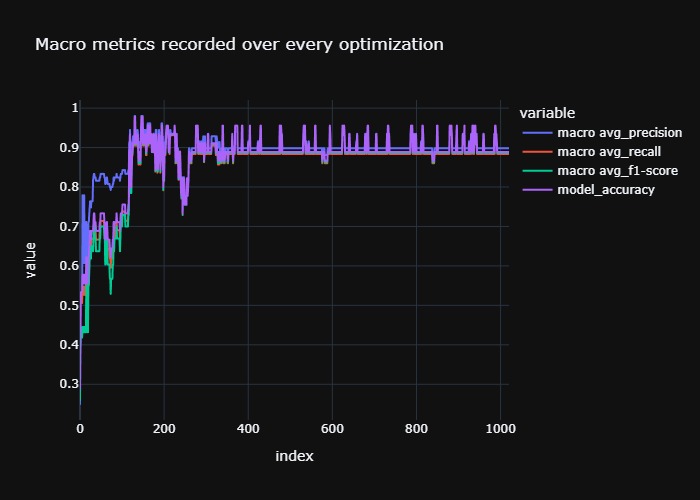 Macro metrics recorded over every optimization
variable
macro avg_precision
macro avg_recall
macro avg_f1-score
model_accuracy
1
0.9
0.8
0.7
0.6
0.5
0.4
0.3
value
0 200 400 600 800 1000
index